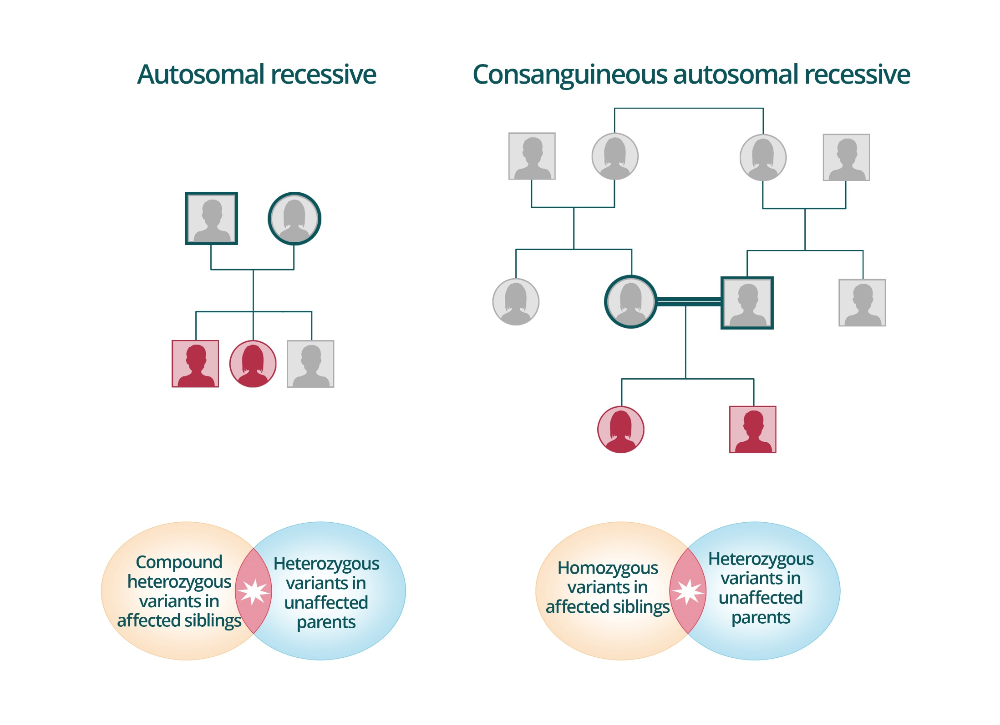 Autosomal recessive
Consanguineous autosomal recessive
Compound
heterozygous
variants in
affected siblings
Heterozygous
variants in
unaffected
parents
Homozygous
variants in
affected siblings
Heterozygous
variants in
unaffected
parents